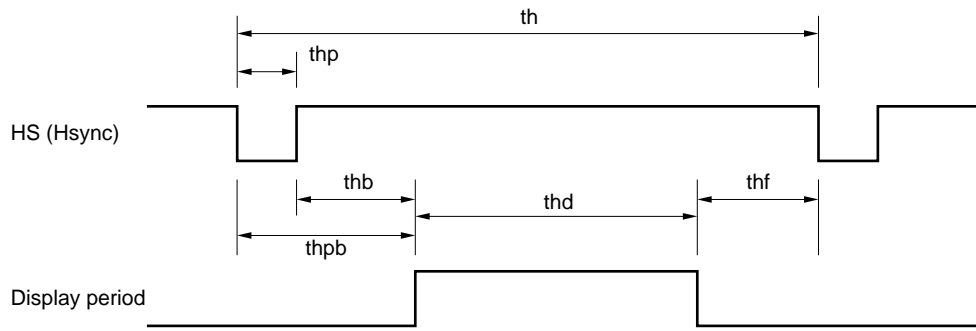 th
thp
HS (Hsync)
thb
thf
thd
thpb
Display period